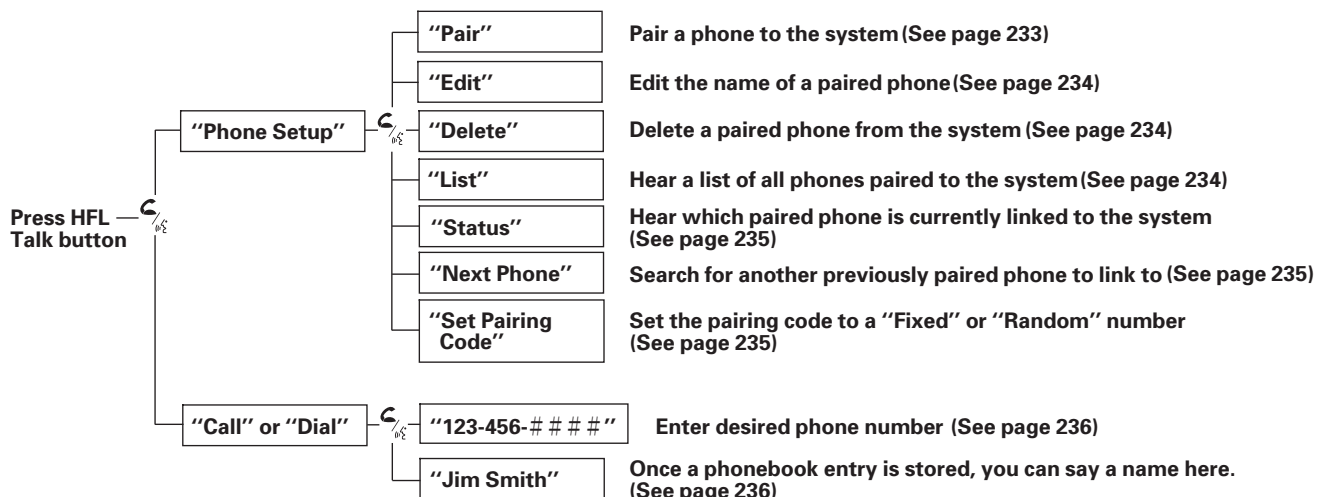 "Pair" Pair a phone to the system (See page 233)
"Edit" Edit the name of a paired phone (See page 234)
"Phone Setup" "Delete" Delete a paired phone from the system (See page 234)
"List" Hear a list of all phones paired to the system (See page 234)
Press HFL
Talk button
"Status" Hear which paired phone is currently linked to the system
(See page 235)
"Next Phone" Search for another previously paired phone to link to (See page 235)
"Set Pairing
Code"
Set the pairing code to a "Fixed" or "Random" number
(See page 235)
"Call" or "Dial" "123-456-####" Enter desired phone number (See page 236)
"Jim Smith" Once a phonebook entry is stored, you can say a name here.
(See page 236)